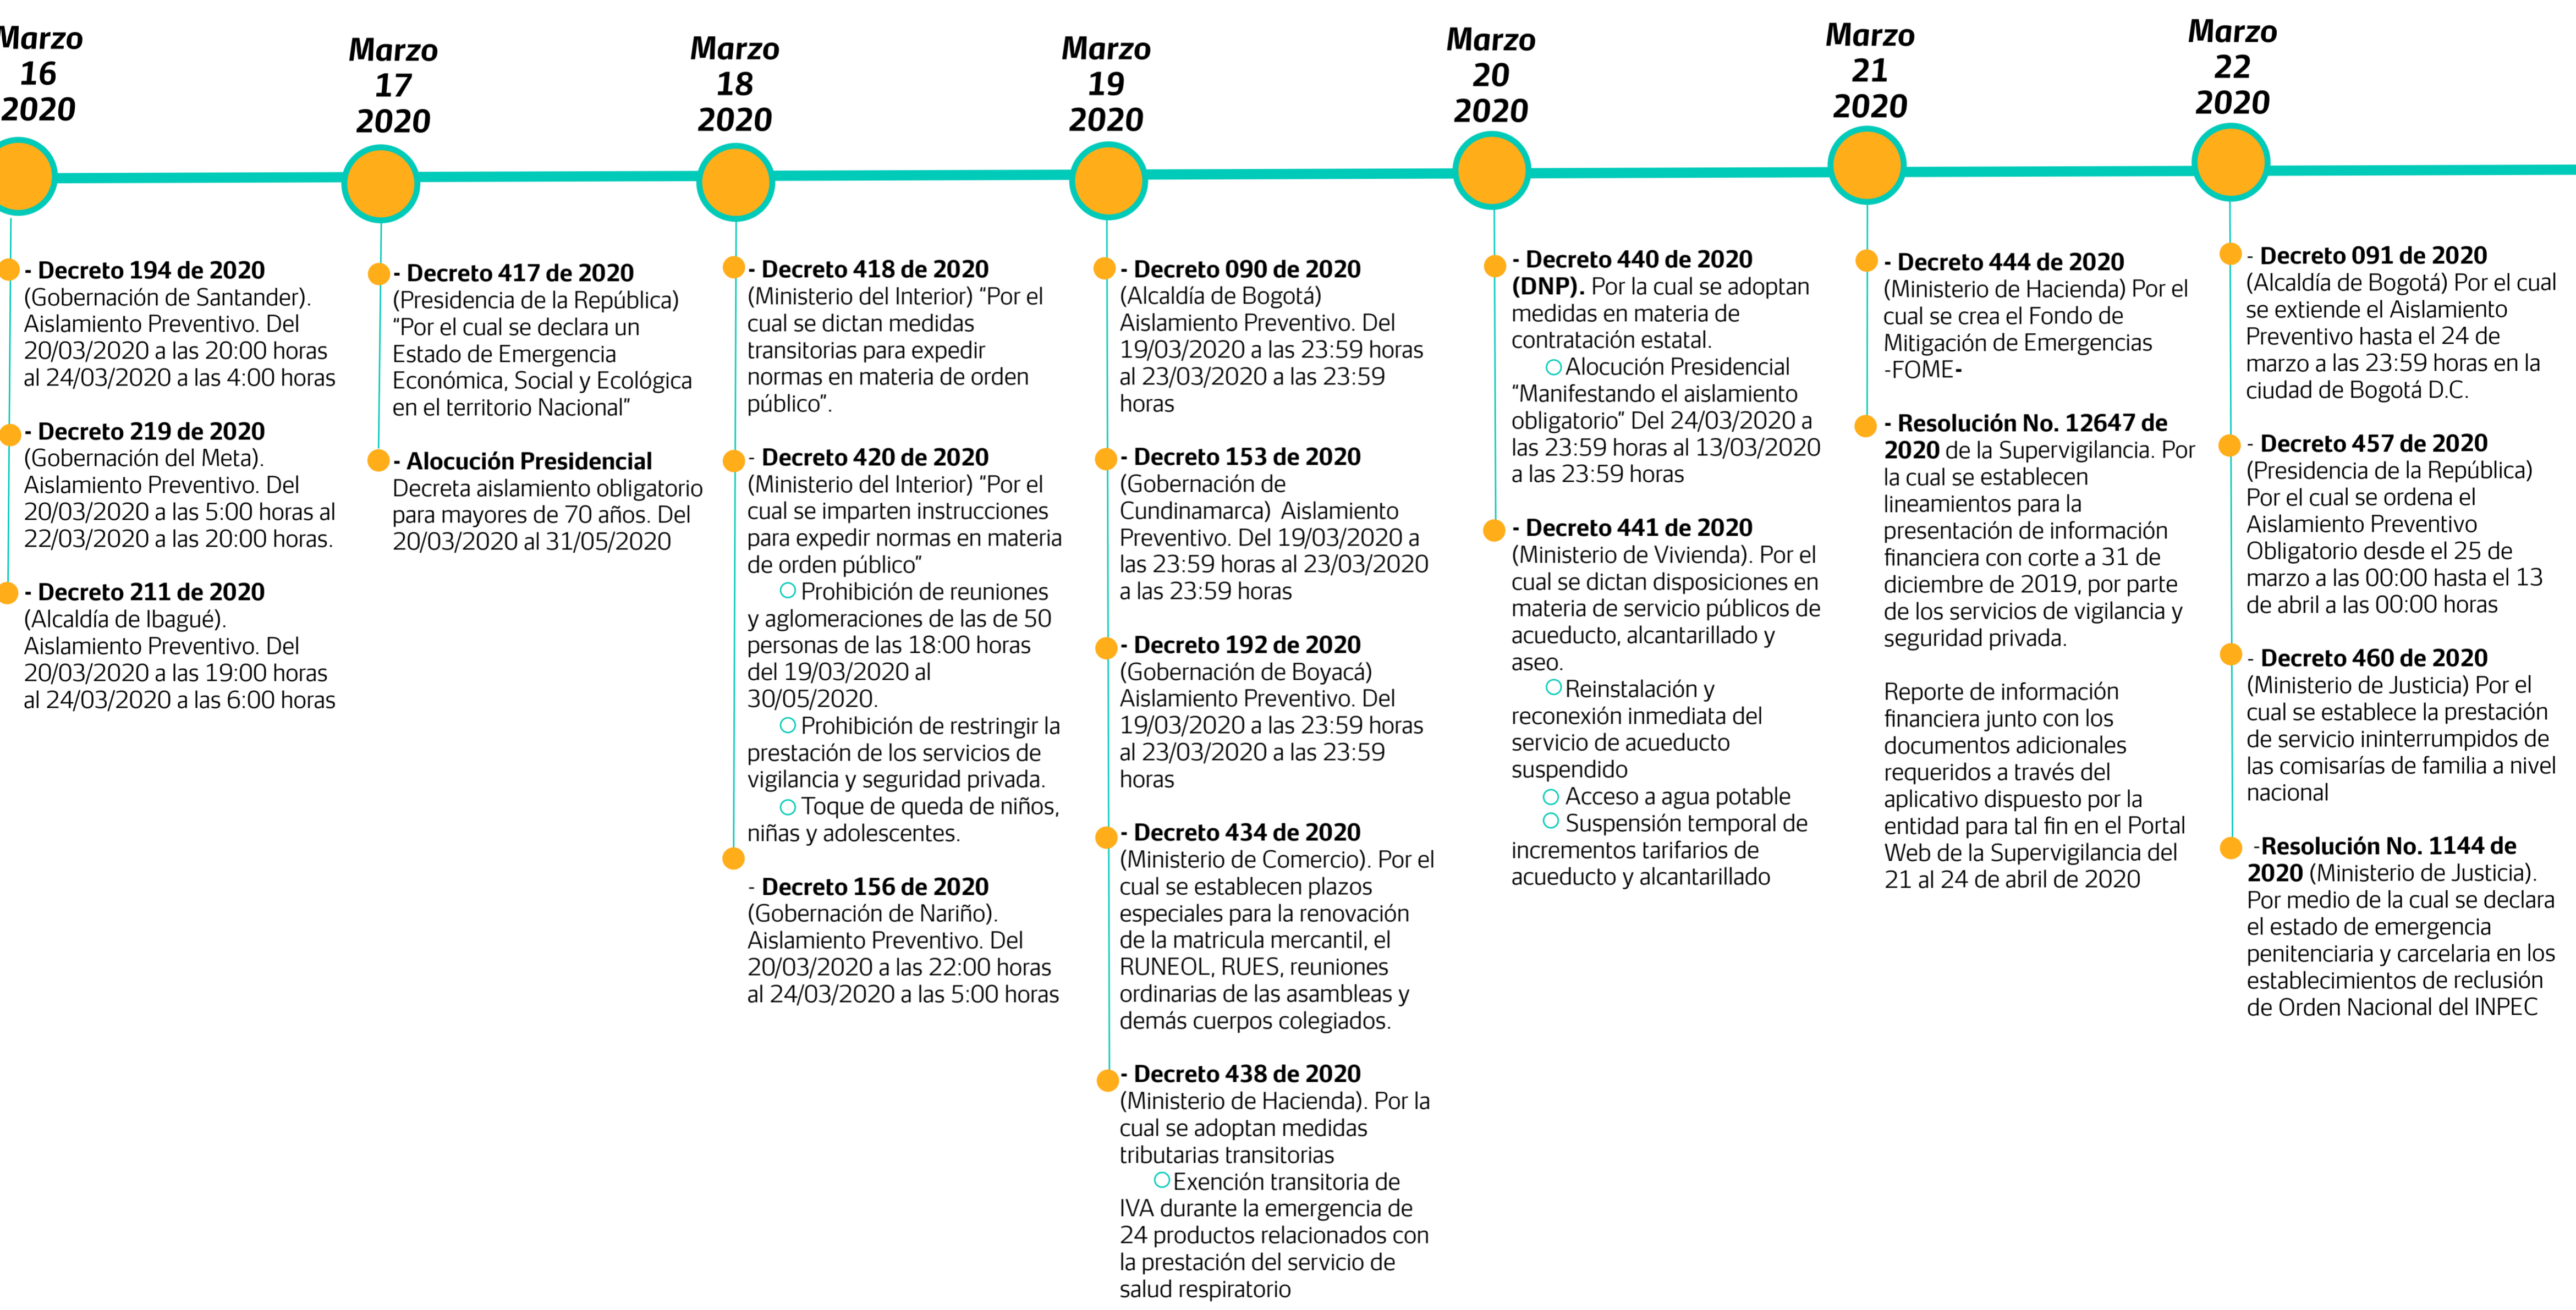 Marzo
16
2020
- Decreto 194 de 2020
(Gobernación de Santander).
Aislamiento Preventivo. Del
20/03/2020 a las 20:00 horas
al 24/03/2020 a las 4:00 horas
- Decreto 219 de 2020
(Gobernación del Meta).
Aislamiento Preventivo. Del
20/03/2020 a las 5:00 horas al
22/03/2020 a las 20:00 horas.
- Decreto 211 de 2020
(Alcaldía de Ibagué).
Aislamiento Preventivo. Del
20/03/2020 a las 19:00 horas
al 24/03/2020 a las 6:00 horas
Marzo
17
2020
- Decreto 417 de 2020
(Presidencia de la República)
"Por el cual se declara un
Estado de Emergencia
Económica, Social y Ecológica
en el territorio Nacional"
- Alocución Presidencial
Decreta aislamiento obligatorio
para mayores de 70 años. Del
20/03/2020 al 31/05/2020
Marzo
18
2020
- Decreto 418 de 2020
(Ministerio del Interior) "Por el
cual se dictan medidas
transitorias para expedir
normas en materia de orden
público".
- Decreto 420 de 2020
(Ministerio del Interior) "Por el
cual se imparten instrucciones
para expedir normas en materia
de orden público"
Prohibición de reuniones
y aglomeraciones de las de 50
personas de las 18:00 horas
del 19/03/2020 al
30/05/2020.
Prohibición de restringir la
prestación de los servicios de
vigilancia y seguridad privada.
Toque de queda de niños,
niñas y adolescentes.
- Decreto 156 de 2020
(Gobernación de Nariño).
Aislamiento Preventivo. Del
20/03/2020 a las 22:00 horas
al 24/03/2020 a las 5:00 horas
Marzo
19
2020
- Decreto 090 de 2020
(Alcaldía de Bogotá)
Aislamiento Preventivo. Del
19/03/2020 a las 23:59 horas
al 23/03/2020 a las 23:59
horas
- Decreto 153 de 2020
(Gobernación de
Cundinamarca) Aislamiento
Preventivo. Del 19/03/2020 a
las 23:59 horas al 23/03/2020
a las 23:59 horas
- Decreto 192 de 2020
(Gobernación de Boyacá)
Aislamiento Preventivo. Del
19/03/2020 a las 23:59 horas
al 23/03/2020 a las 23:59
horas
- Decreto 434 de 2020
(Ministerio de Comercio). Por el
cual se establecen plazos
especiales para la renovación
de la matricula mercantil, el
RUNEOL, RUES, reuniones
ordinarias de las asambleas y
demás cuerpos colegiados.
- Decreto 438 de 2020
(Ministerio de Hacienda). Por la
cual se adoptan medidas
tributarias transitorias
Exención transitoria de
IVA durante la emergencia de
24 productos relacionados con
la prestación del servicio de
salud respiratorio
Marzo
20
2020
- Decreto 440 de 2020
(DNP). Por la cual se adoptan
medidas en materia de
contratación estatal.
Alocución Presidencial
"Manifestando el aislamiento
obligatorio" Del 24/03/2020 a
las 23:59 horas al 13/03/2020
a las 23:59 horas
- Decreto 441 de 2020
(Ministerio de Vivienda). Por el
cual se dictan disposiciones en
materia de servicio públicos de
acueducto, alcantarillado y
aseo.
Reinstalación y
reconexión inmediata del
servicio de acueducto
suspendido
Acceso a agua potable
Suspensión temporal de
incrementos tarifarios de
acueducto y alcantarillado
Marzo
21
2020
- Decreto 444 de 2020
(Ministerio de Hacienda) Por el
cual se crea el Fondo de
Mitigación de Emergencias
-FOME-
- Resolución No. 12647 de
2020 de la Supervigilancia. Por
la cual se establecen
lineamientos para la
presentación de información
financiera con corte a 31 de
diciembre de 2019, por parte
de los servicios de vigilancia y
seguridad privada.
Reporte de información
financiera junto con los
documentos adicionales
requeridos a través del
aplicativo dispuesto por la
entidad para tal fin en el Portal
Web de la Supervigilancia del
21 al 24 de abril de 2020
Marzo
22
2020
- Decreto 091 de 2020
(Alcaldía de Bogotá) Por el cual
se extiende el Aislamiento
Preventivo hasta el 24 de
marzo a las 23:59 horas en la
ciudad de Bogotá D.C.
- Decreto 457 de 2020
(Presidencia de la República)
Por el cual se ordena el
Aislamiento Preventivo
Obligatorio desde el 25 de
marzo a las 00:00 hasta el 13
de abril a las 00:00 horas
- Decreto 460 de 2020
(Ministerio de Justicia) Por el
cual se establece la prestación
de servicio ininterrumpidos de
las comisarías de familia a nivel
nacional
-Resolución No. 1144 de
2020 (Ministerio de Justicia).
Por medio de la cual se declara
el estado de emergencia
penitenciaria y carcelaria en los
establecimientos de reclusión
de Orden Nacional del INPEC